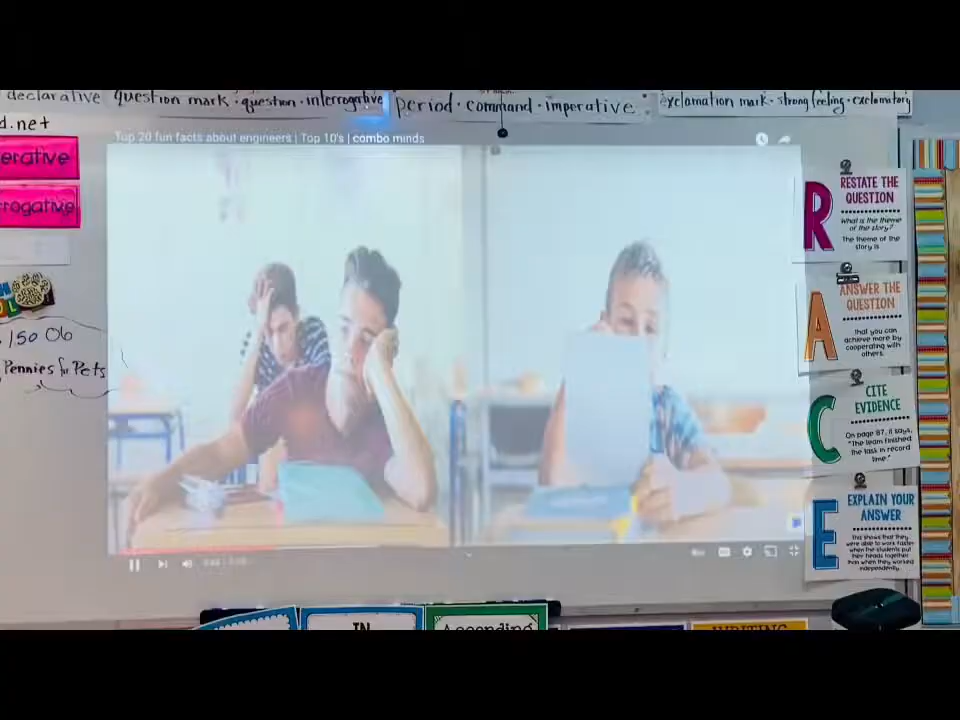 declarative
question mark · question · interrogative
period · command · imperative
exclamation mark · strong feeling · exclamatory
d.net
erative
rogative
Top 20 fun facts about engineers | Top 10's | combo minds
150 Ob
Pennies for Pets
R
RESTATE THE QUESTION
What is the theme
of the story?
The theme of the
story is
A
ANSWER THE
QUESTION
that you can
achieve more by
cooperating with
others.
C
CITE
EVIDENCE
On page 87, it says,
"The team finished
the task in record
time."
E
EXPLAIN YOUR
ANSWER
This shows that they
were able to work faster
when the students put
their heads together
than when they worked
independently.
IN
According
WRITING